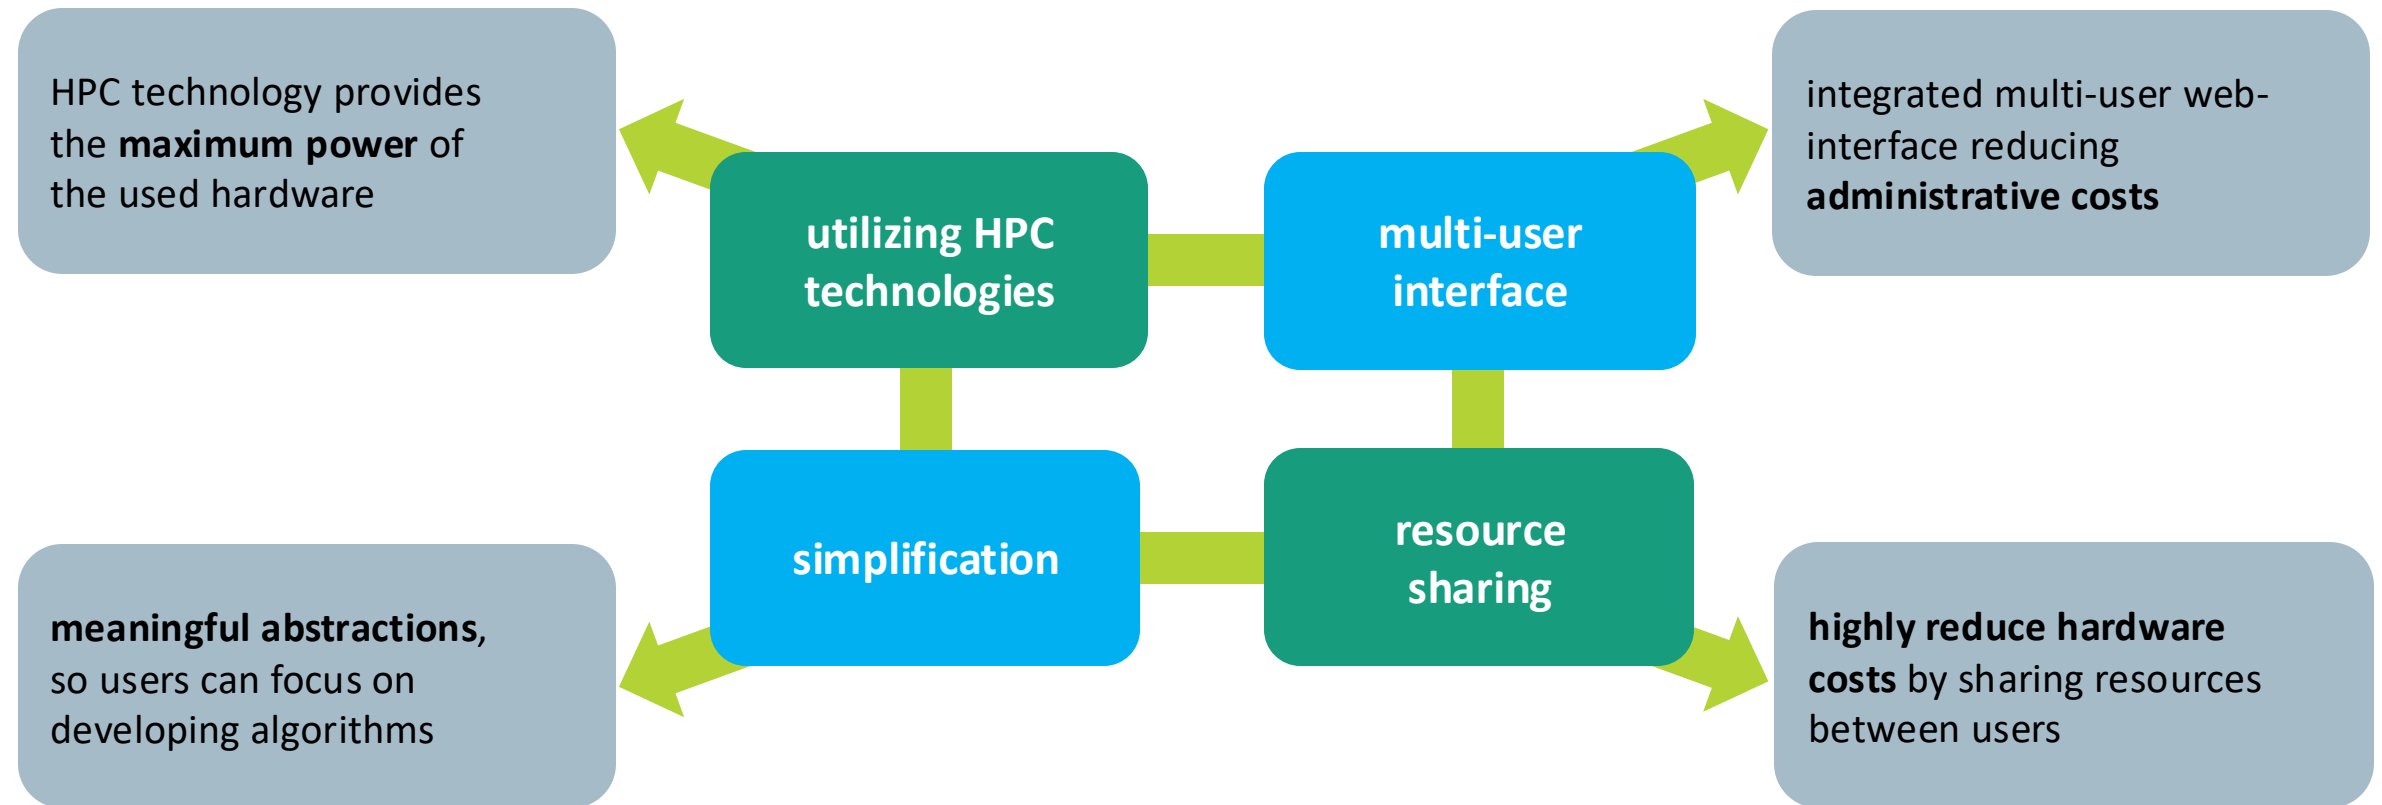 HPC technology provides
the maximum power of
the used hardware
utilizing HPC
technologies
multi-user
interface
integrated multi-user web-
interface reducing
administrative costs
meaningful abstractions,
so users can focus on
developing algorithms
simplification
resource
sharing
highly reduce hardware
costs by sharing resources
between users